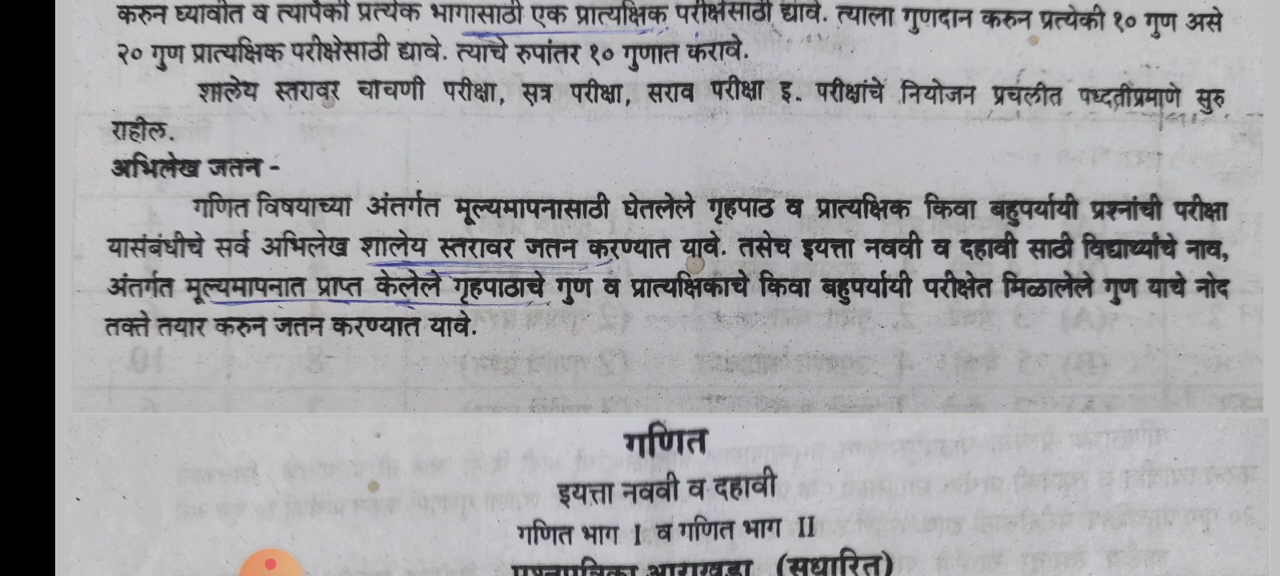 करुन घ्यावीत व त्यापैकी प्रत्येक भागासाठी एक प्रात्यक्षिक परीक्षेसाठी द्यावे. त्याला गुणदान करुन प्रत्येकी १० गुण असे
२० गुण प्रात्यक्षिक परीक्षेसाठी द्यावे. त्याचे रुपांतर १० गुणात करावे.
शालेय स्तरावर चाचणी परीक्षा, सत्र परीक्षा, सराव परीक्षा इ. परीक्षांचे नियोजन प्रचलीत पध्दतीप्रमाणे सुरु
राहील.
अभिलेख जतन -
गणित विषयाच्या अंतर्गत मूल्यमापनासाठी घेतलेले गृहपाठ व प्रात्यक्षिक किंवा बहुपर्यायी प्रश्नांची परीक्षा
यासंबंधीचे सर्व अभिलेख शालेय स्तरावर जतन करण्यात यावे. तसेच इयत्ता नववी व दहावी साठी विद्यार्थ्यांचे नाव,
अंतर्गत मूल्यमापनात प्राप्त केलेले गृहपाठाचे गुण व प्रात्यक्षिकाचे किंवा बहुपर्यायी परीक्षेत मिळालेले गुण याचे नोंद
तक्ते तयार करुन जतन करण्यात यावे.
गणित
इयत्ता नववी व दहावी
गणित भाग I व गणित भाग II
प्रश्नपत्रिका आराखडा (सुधारित)